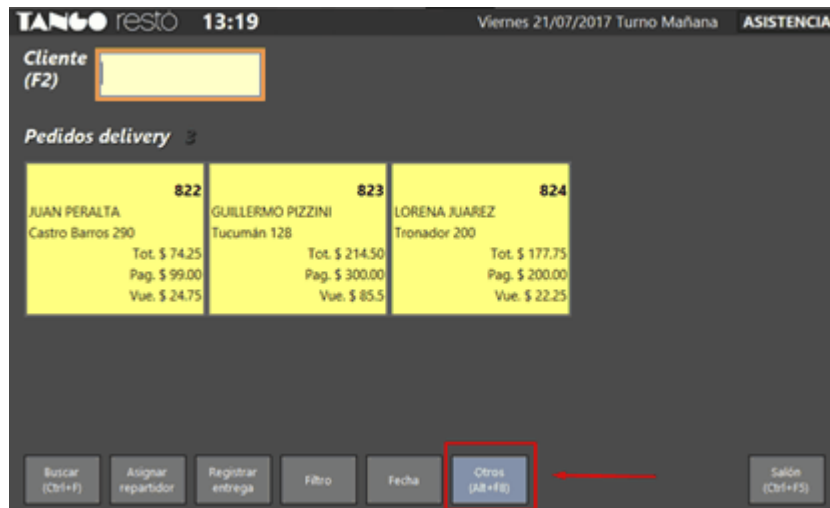 TANGO restó 13:19 Viernes 21/07/2017 Turno Mañana ASISTENCIA
Cliente
(F2)
Pedidos delivery 3
822
JUAN PERALTA
Castro Barros 290
Tot. $ 74.25
Pag. $ 99.00
Vue. $ 24.75
823
GUILLERMO PIZZINI
Tucumán 128
Tot. $ 214.50
Pag. $ 300.00
Vue. $ 85.5
824
LORENA JUAREZ
Tronador 200
Tot. $ 177.75
Pag. $ 200.00
Vue. $ 22.25
Buscar
(Ctrl+F)
Asignar
repartidor
Registrar
entrega
Filtro
Fecha
Otros
(Alt+F8)
Salón
(Ctrl+F5)